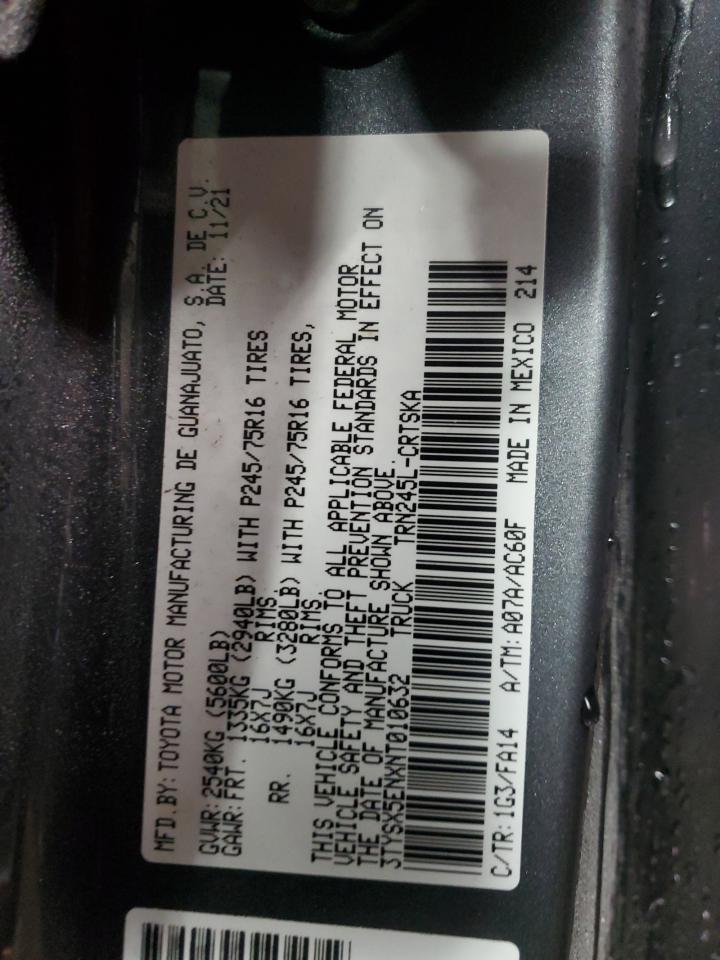 MFD.BY: TOYOTA MOTOR MANUFACTURING DE GUANAJUATO, S.A. DE C.V.
DATE: 11/21
GVWR: 2540KG (5600LB)
GAWR: FRT. 1335KG (2940LB) WITH P245/75R16 TIRES
16X7J RIMS,
RR. 1490KG (3280LB) WITH P245/75R16 TIRES,
16X7J RIMS,
THIS VEHICLE CONFORMS TO ALL APPLICABLE FEDERAL MOTOR
VEHICLE SAFETY AND THEFT PREVENTION STANDARDS IN EFFECT ON
THE DATE OF MANUFACTURE SHOWN ABOVE.
3TYSX5ENXNT010632 TRUCK TRN245L-CRTSKA
C/TR: 1G3/FA14 A/TM: A07A/AC60F MADE IN MEXICO 214